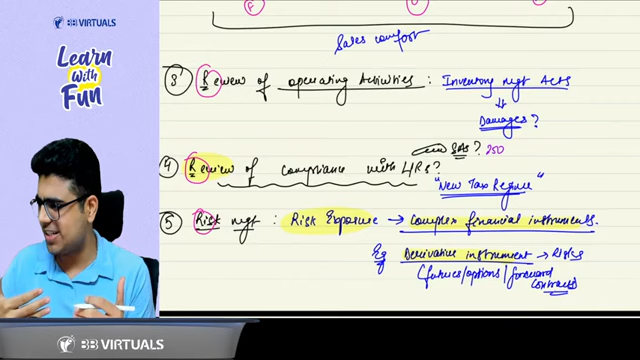 BB VIRTUALS
F
Sales comfort
Learn
With
Fun
③ Review of operating Activities : Inventory mgt Acts
⇓
Damages ?
SAs ? 250
④ Review of compliance with L&Rs ?
"New Tax Regime"
⑤ Risk mgt : Risk Exposure → Complex financial instruments.
Eg Derivative instrument → Risks
(futures/options/forward
contracts
BB VIRTUALS